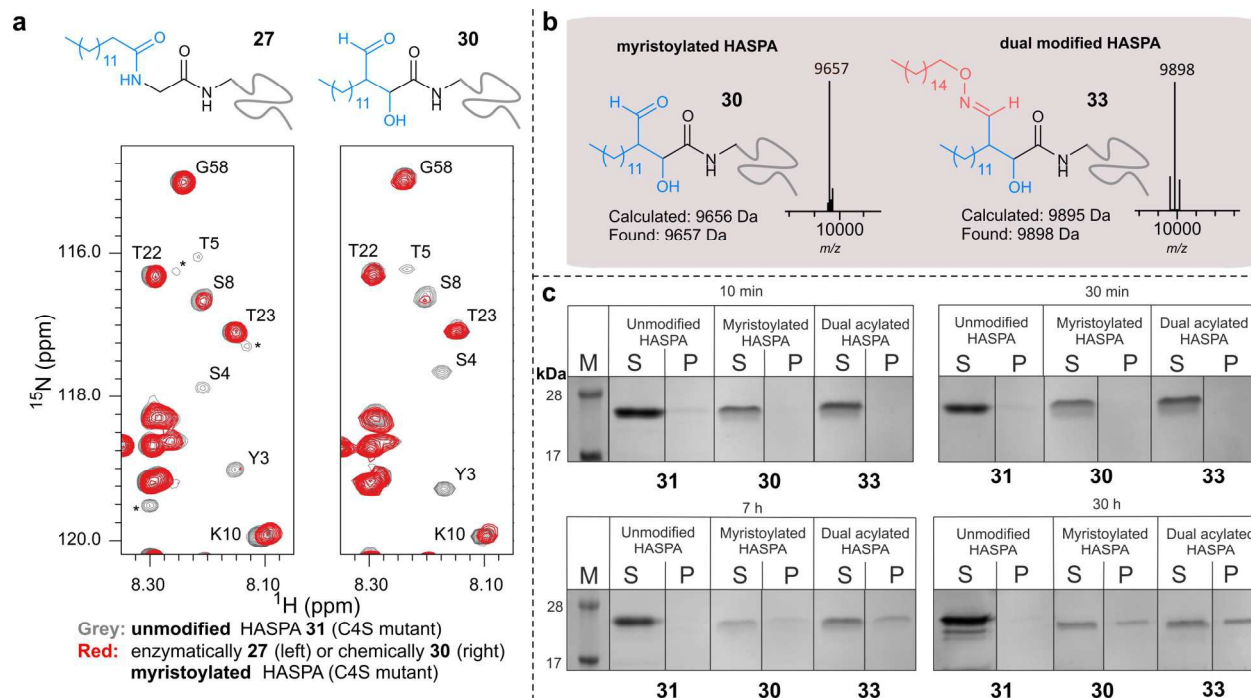 a
27
30
O
11
HN
O
N
H
H
O
O
11
OH
N
H
G58
116.0
T22
T5
*
S8
T23
*
S4
118.0
Y3
*
K10
120.0
8.30
8.10
G58
T22
T5
S8
T23
S4
Y3
K10
8.30
8.10
15N (ppm)
1H (ppm)
Grey: unmodified HASPA 31 (C4S mutant)
Red: enzymatically 27 (left) or chemically 30 (right)
myristoylated HASPA (C4S mutant)
b
myristoylated HASPA
30
H
O
O
11
OH
N
H
Calculated: 9656 Da
Found: 9657 Da
9657
10000
m/z
dual modified HASPA
33
14
O
N
H
O
11
OH
N
H
Calculated: 9895 Da
Found: 9898 Da
9898
10000
m/z
c
10 min
Unmodified HASPA
Myristoylated HASPA
Dual acylated HASPA
M
S
P
S
P
S
P
kDa
28
17
31
30
33
30 min
Unmodified HASPA
Myristoylated HASPA
Dual acylated HASPA
S
P
S
P
S
P
31
30
33
7 h
Unmodified HASPA
Myristoylated HASPA
Dual acylated HASPA
M
S
P
S
P
S
P
28
17
31
30
33
30 h
Unmodified HASPA
Myristoylated HASPA
Dual acylated HASPA
S
P
S
P
S
P
31
30
33